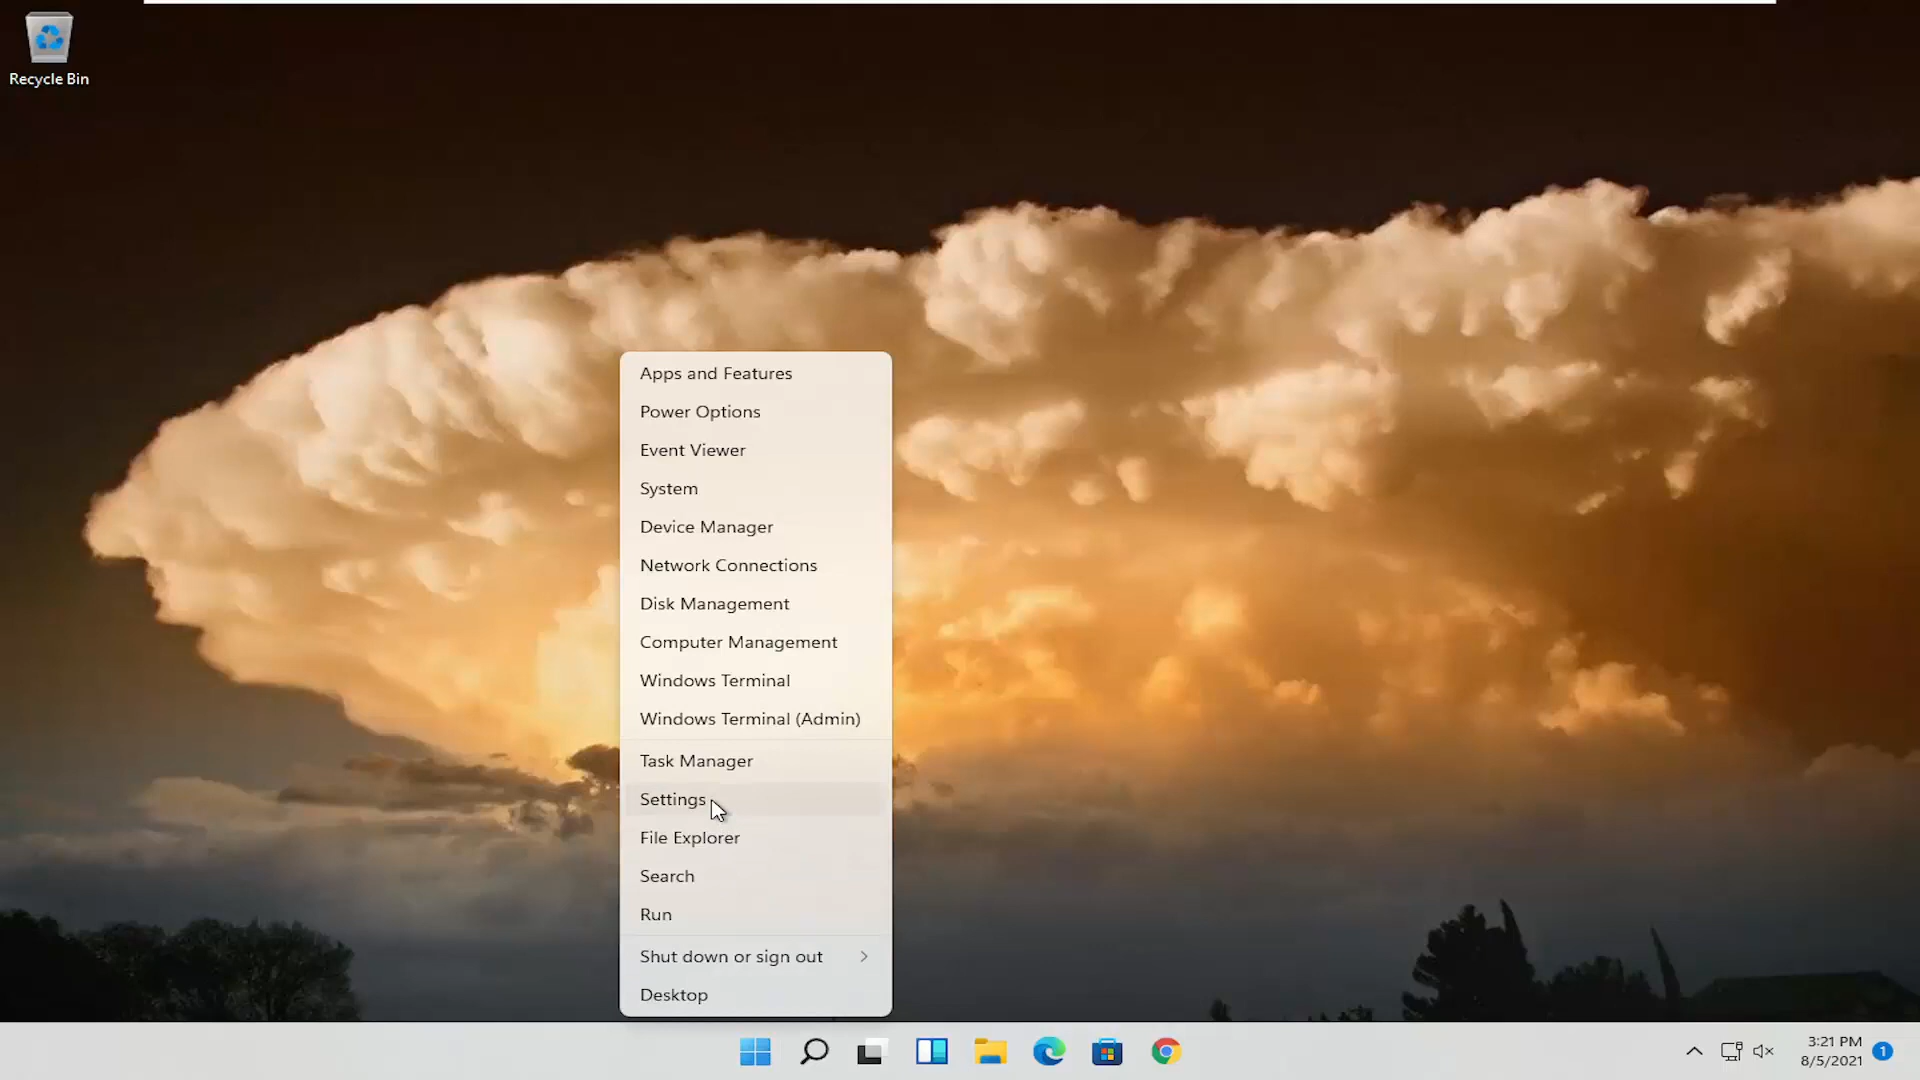 Recycle Bin
Apps and Features
Power Options
Event Viewer
System
Device Manager
Network Connections
Disk Management
Computer Management
Windows Terminal
Windows Terminal (Admin)
Task Manager
Settings
File Explorer
Search
Run
Shut down or sign out
Desktop
3:21 PM
8/5/2021
1